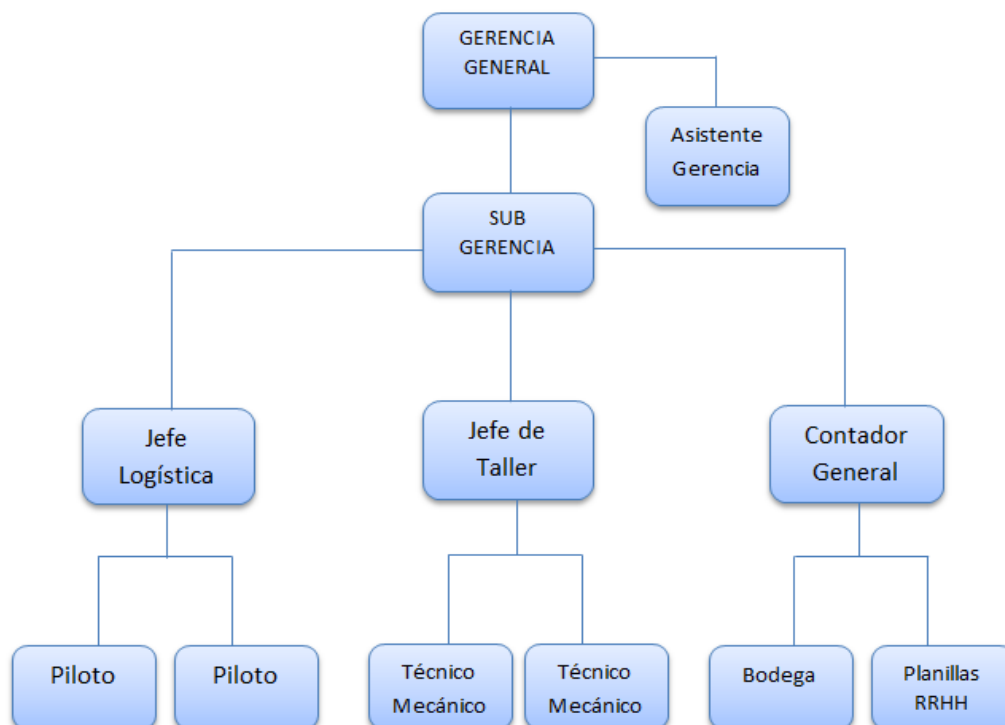 GERENCIA
GENERAL
Asistente
Gerencia
SUB
GERENCIA
Jefe
Logística
Jefe de
Taller
Contador
General
Piloto
Piloto
Técnico
Mecánico
Técnico
Mecánico
Bodega
Planillas
RRHH